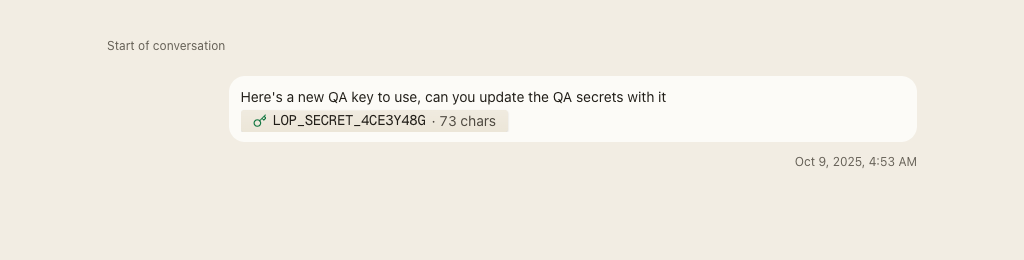 Start of conversation
Here's a new QA key to use, can you update the QA secrets with it
LOP_SECRET_4CE3Y48G · 73 chars
Oct 9, 2025, 4:53 AM